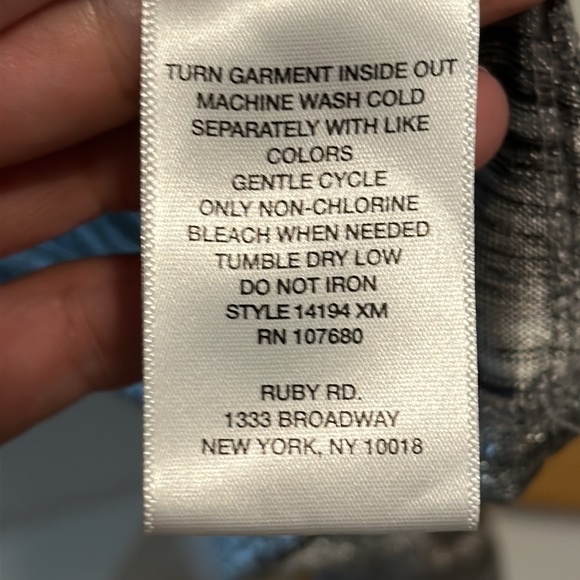 TURN GARMENT INSIDE OUT
MACHINE WASH COLD
SEPARATELY WITH LIKE
COLORS
GENTLE CYCLE
ONLY NON-CHLORINE
BLEACH WHEN NEEDED
TUMBLE DRY LOW
DO NOT IRON
STYLE 14194 XM
RN 107680
RUBY RD.
1333 BROADWAY
NEW YORK, NY 10018